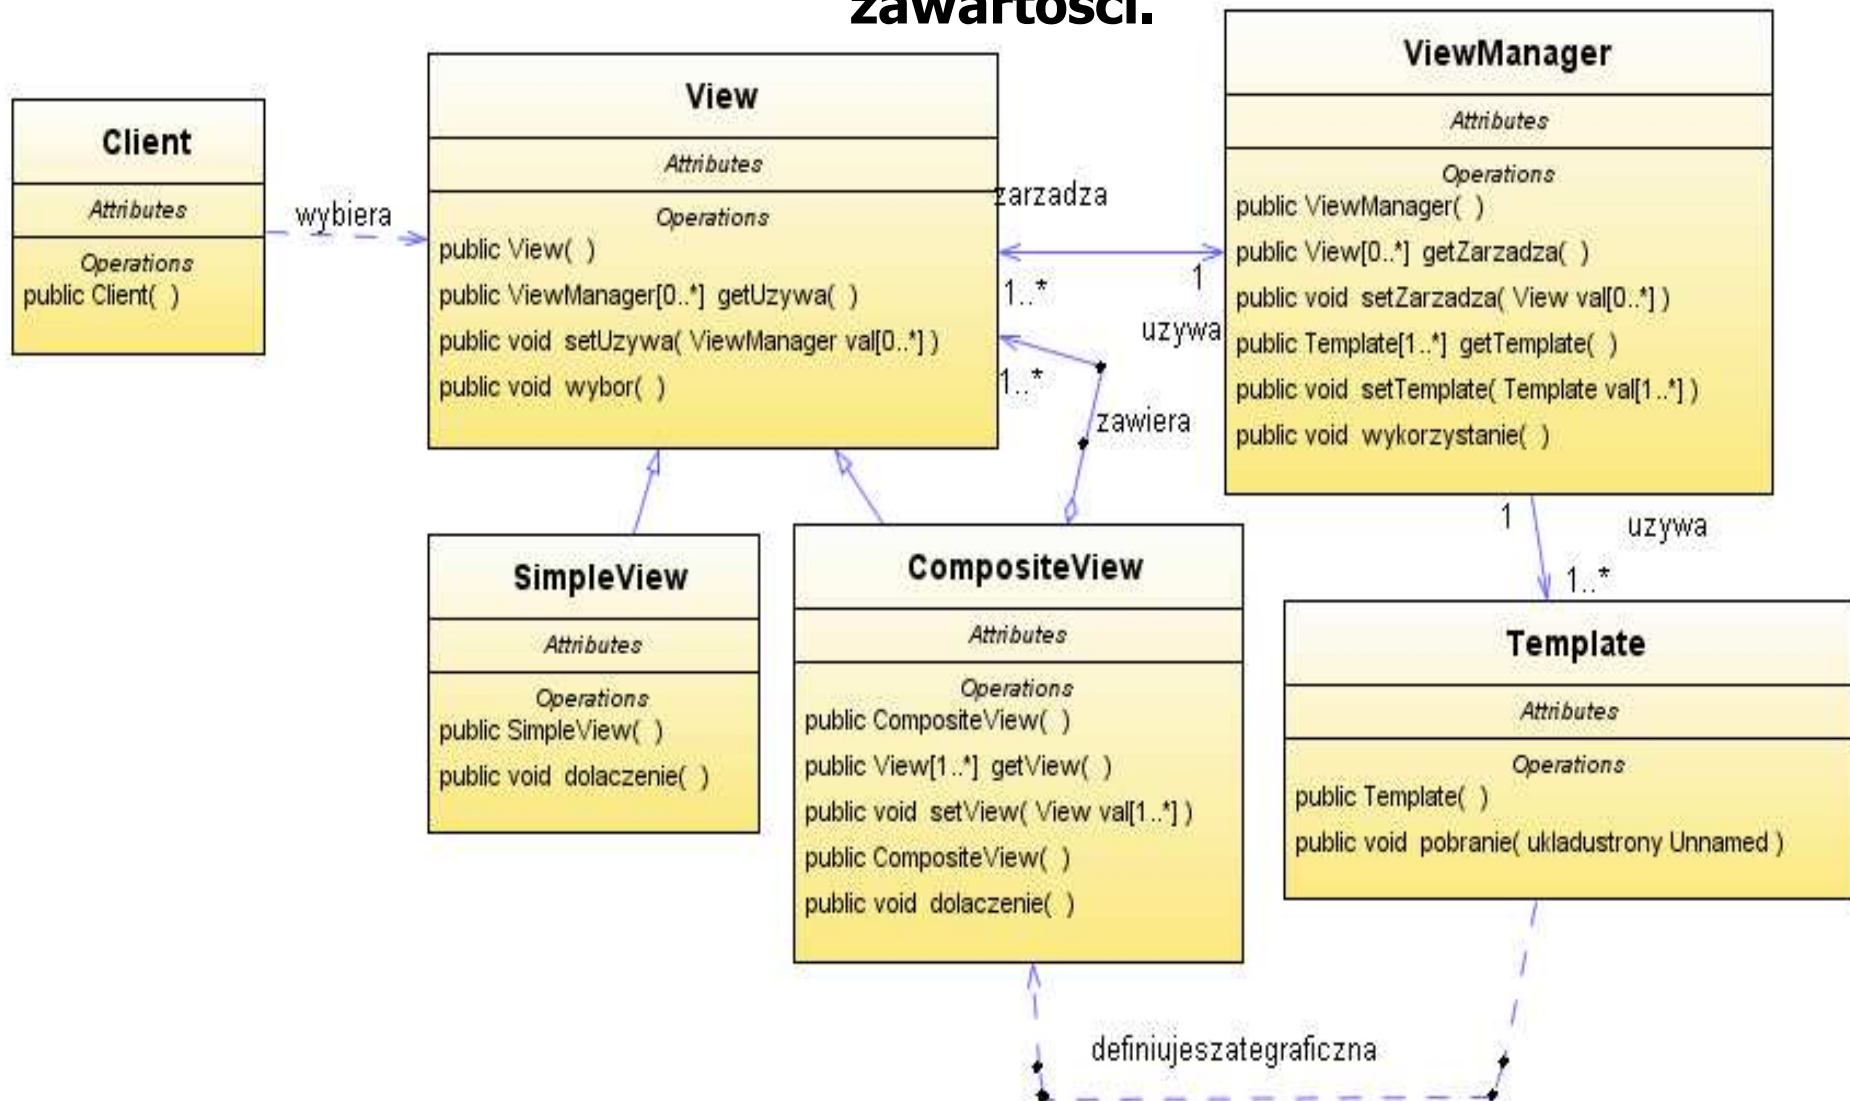 zawartości.
Client
Attributes
Operations
public Client( )
wybiera
View
Attributes
Operations
public View( )
public ViewManager[0..*] getUzywa( )
public void setUzywa( ViewManager val[0..*] )
public void wybor( )
zarzadza
1..*
1
uzywa
1..*
zawiera
ViewManager
Attributes
Operations
public ViewManager( )
public View[0..*] getZarzadza( )
public void setZarzadza( View val[0..*] )
public Template[1..*] getTemplate( )
public void setTemplate( Template val[1..*] )
public void wykorzystanie( )
1
uzywa
1..*
SimpleView
Attributes
Operations
public SimpleView( )
public void dolaczenie( )
CompositeView
Attributes
Operations
public CompositeView( )
public View[1..*] getView( )
public void setView( View val[1..*] )
public CompositeView( )
public void dolaczenie( )
Template
Attributes
Operations
public Template( )
public void pobranie( ukladustrony Unnamed )
definiujeszategraficzna